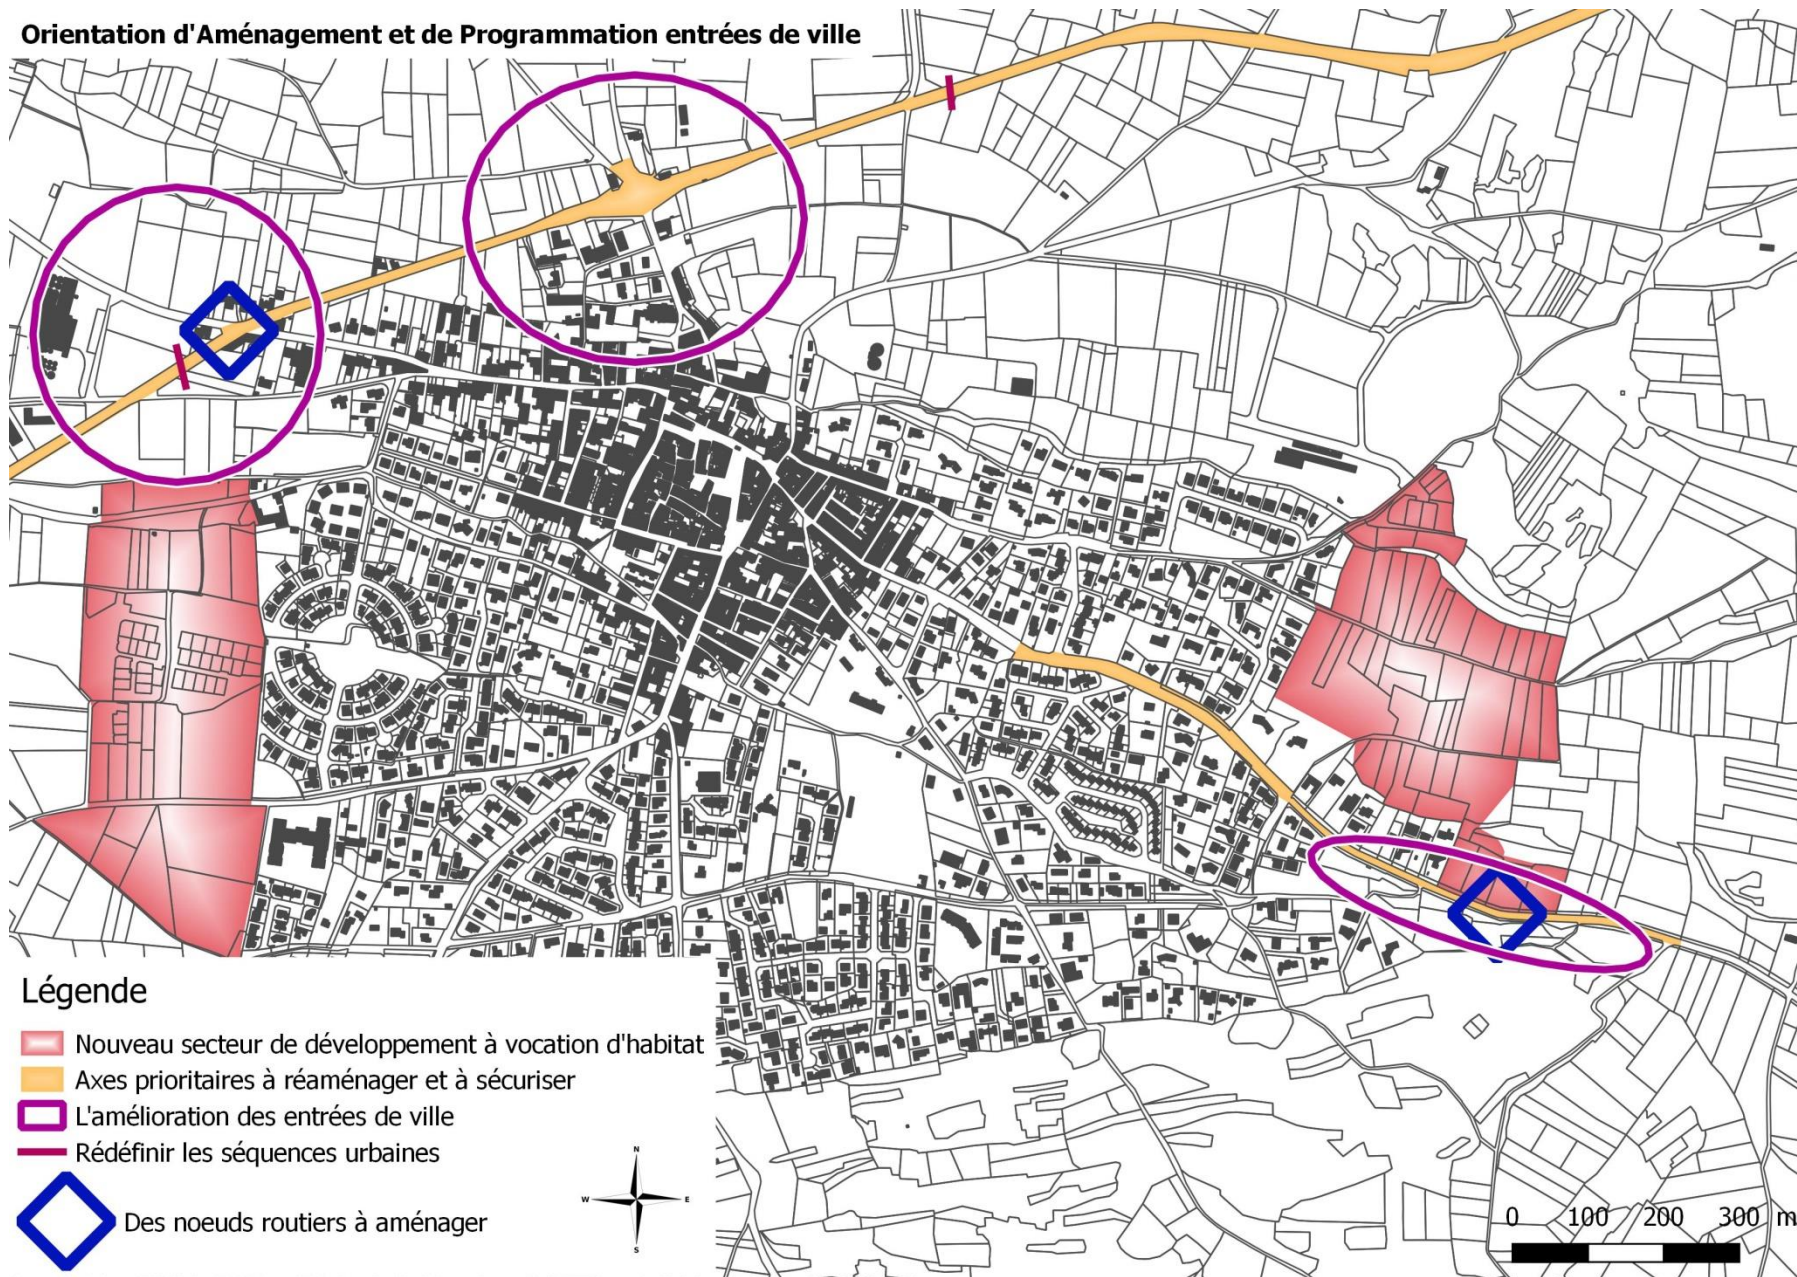 Orientation d'Aménagement et de Programmation entrées de ville
Légende
Nouveau secteur de développement à vocation d'habitat
Axes prioritaires à réaménager et à sécuriser
L'amélioration des entrées de ville
Rédéfinir les séquences urbaines
Des noeuds routiers à aménager
N
W E
S
0 100 200 300 m